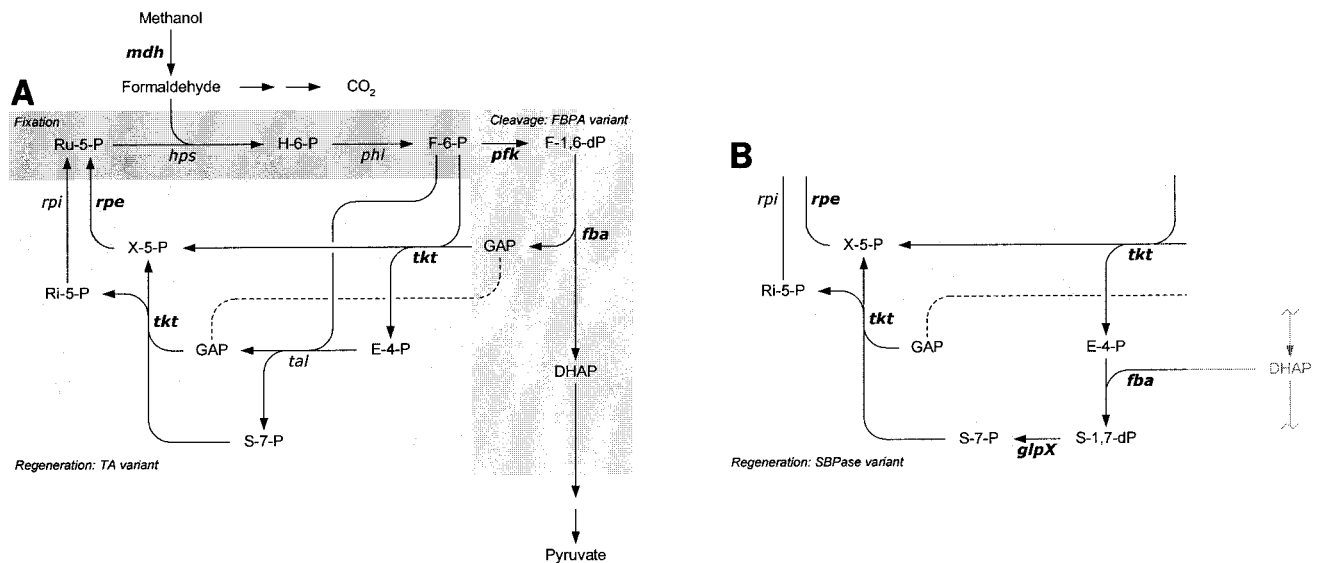 Methanol
mdh
Formaldehyde
CO2
A
Fixation
Cleavage: FBPA variant
Ru-5-P
hps
H-6-P
phi
F-6-P
pfk
F-1,6-dP
rpi
rpe
X-5-P
tkt
GAP
fba
Ri-5-P
tkt
GAP
tal
E-4-P
DHAP
S-7-P
Regeneration: TA variant
Pyruvate
B
rpi
rpe
X-5-P
tkt
Ri-5-P
tkt
GAP
E-4-P
fba
DHAP
S-7-P
glpX
S-1,7-dP
Regeneration: SBPase variant